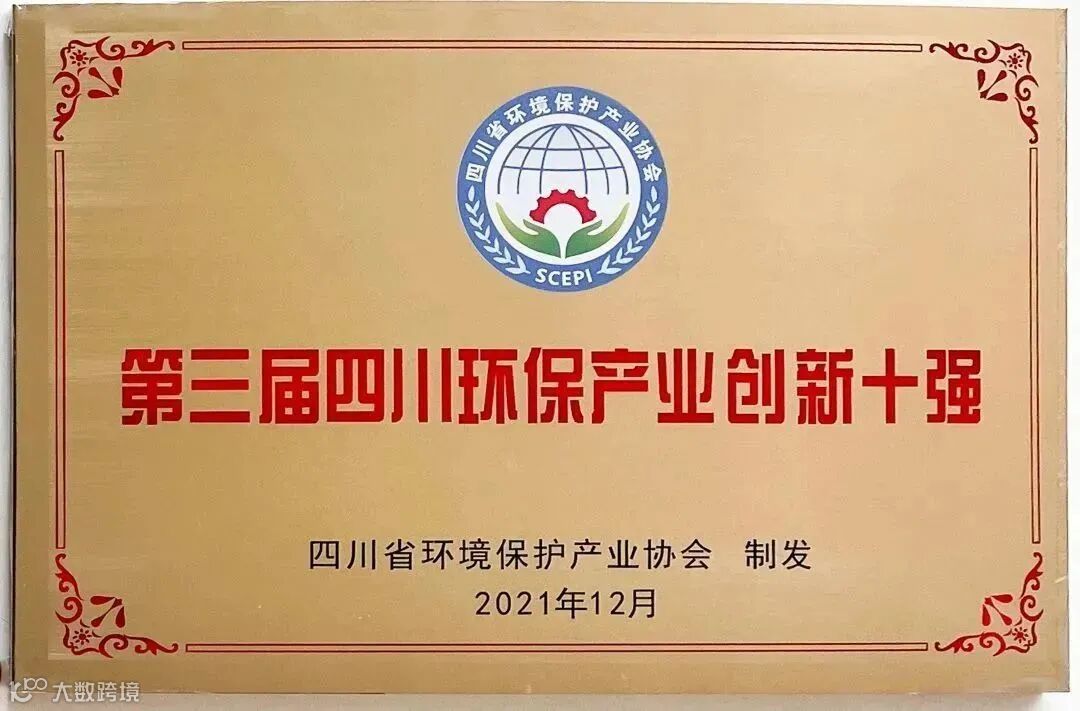 四川省环境保护产业协会
SCEPI
第三届四川环保产业创新十强
四川省环境保护产业协会 制发
2021年12月
大数跨境